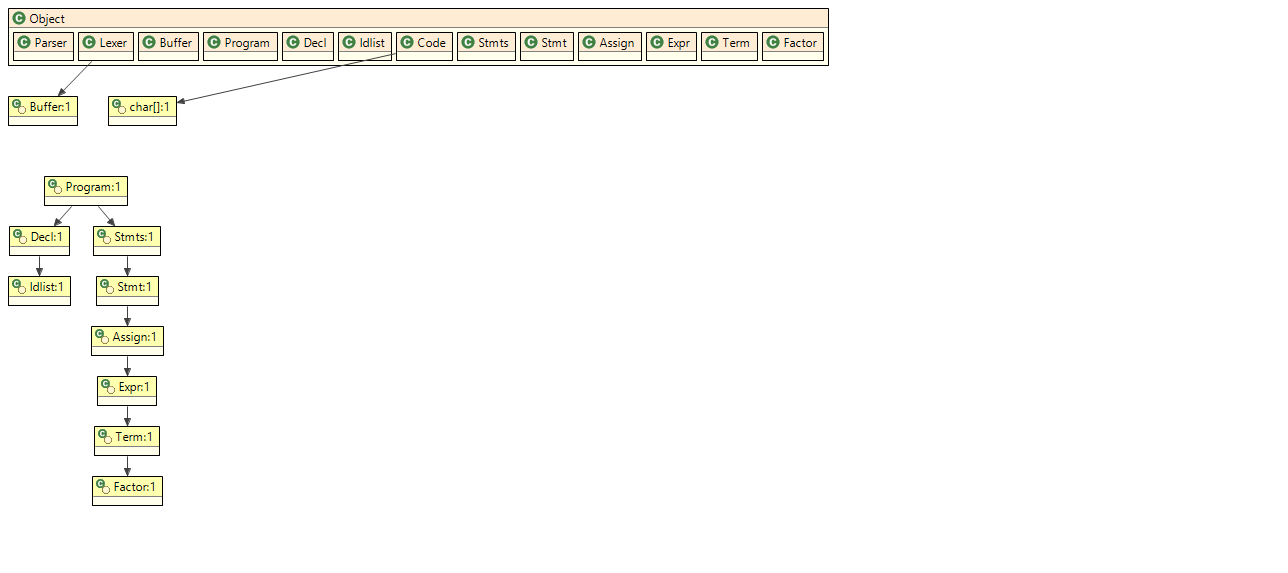 Object
Parser Lexer Buffer Program Decl Idlist Code Stmts Stmt Assign Expr Term Factor
Buffer:1 char[]:1
Program:1
Decl:1 Stmts:1
Idlist:1 Stmt:1
Assign:1
Expr:1
Term:1
Factor:1